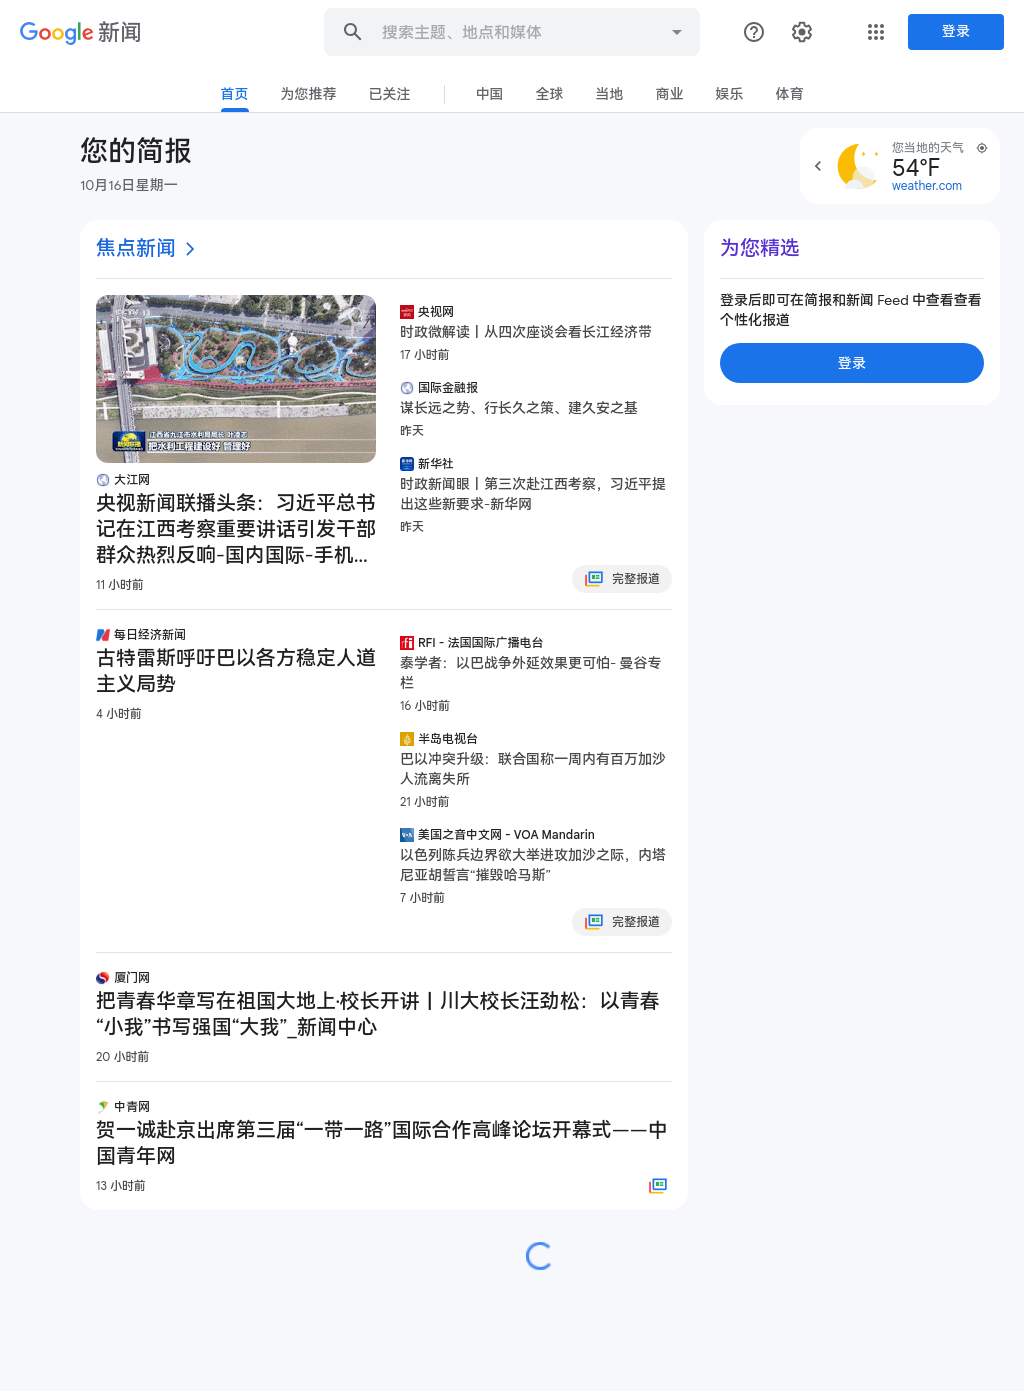 Google 新闻
搜索主题、地点和媒体
登录
首页
为您推荐
已关注
中国
全球
当地
商业
娱乐
体育
您的简报
10月16日星期一
您当地的天气
54°F
weather.com
焦点新闻
江西省九江市水利局局长 叶凌志
把水利工程建设好 管理好
大江网
央视新闻联播头条：习近平总书
记在江西考察重要讲话引发干部
群众热烈反响-国内国际-手机...
11 小时前
央视网
时政微解读丨从四次座谈会看长江经济带
17 小时前
国际金融报
谋长远之势、行长久之策、建久安之基
昨天
新华社
时政新闻眼丨第三次赴江西考察，习近平提
出这些新要求-新华网
昨天
完整报道
每日经济新闻
古特雷斯呼吁巴以各方稳定人道
主义局势
4 小时前
RFI - 法国国际广播电台
泰学者：以巴战争外延效果更可怕- 曼谷专
栏
16 小时前
半岛电视台
巴以冲突升级：联合国称一周内有百万加沙
人流离失所
21 小时前
美国之音中文网 - VOA Mandarin
以色列陈兵边界欲大举进攻加沙之际，内塔
尼亚胡誓言“摧毁哈马斯”
7 小时前
完整报道
厦门网
把青春华章写在祖国大地上·校长开讲丨川大校长汪劲松：以青春
“小我”书写强国“大我”_新闻中心
20 小时前
中青网
贺一诚赴京出席第三届“一带一路”国际合作高峰论坛开幕式——中
国青年网
13 小时前
为您精选
登录后即可在简报和新闻 Feed 中查看查看
个性化报道
登录